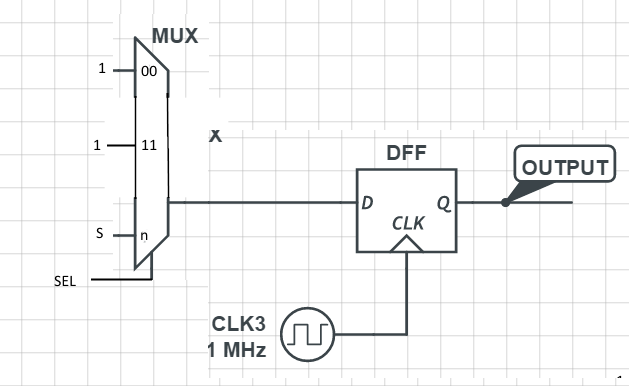 MUX
1
00
1
11
X
S
n
SEL
DFF
D
Q
CLK
OUTPUT
CLK3
1 MHz